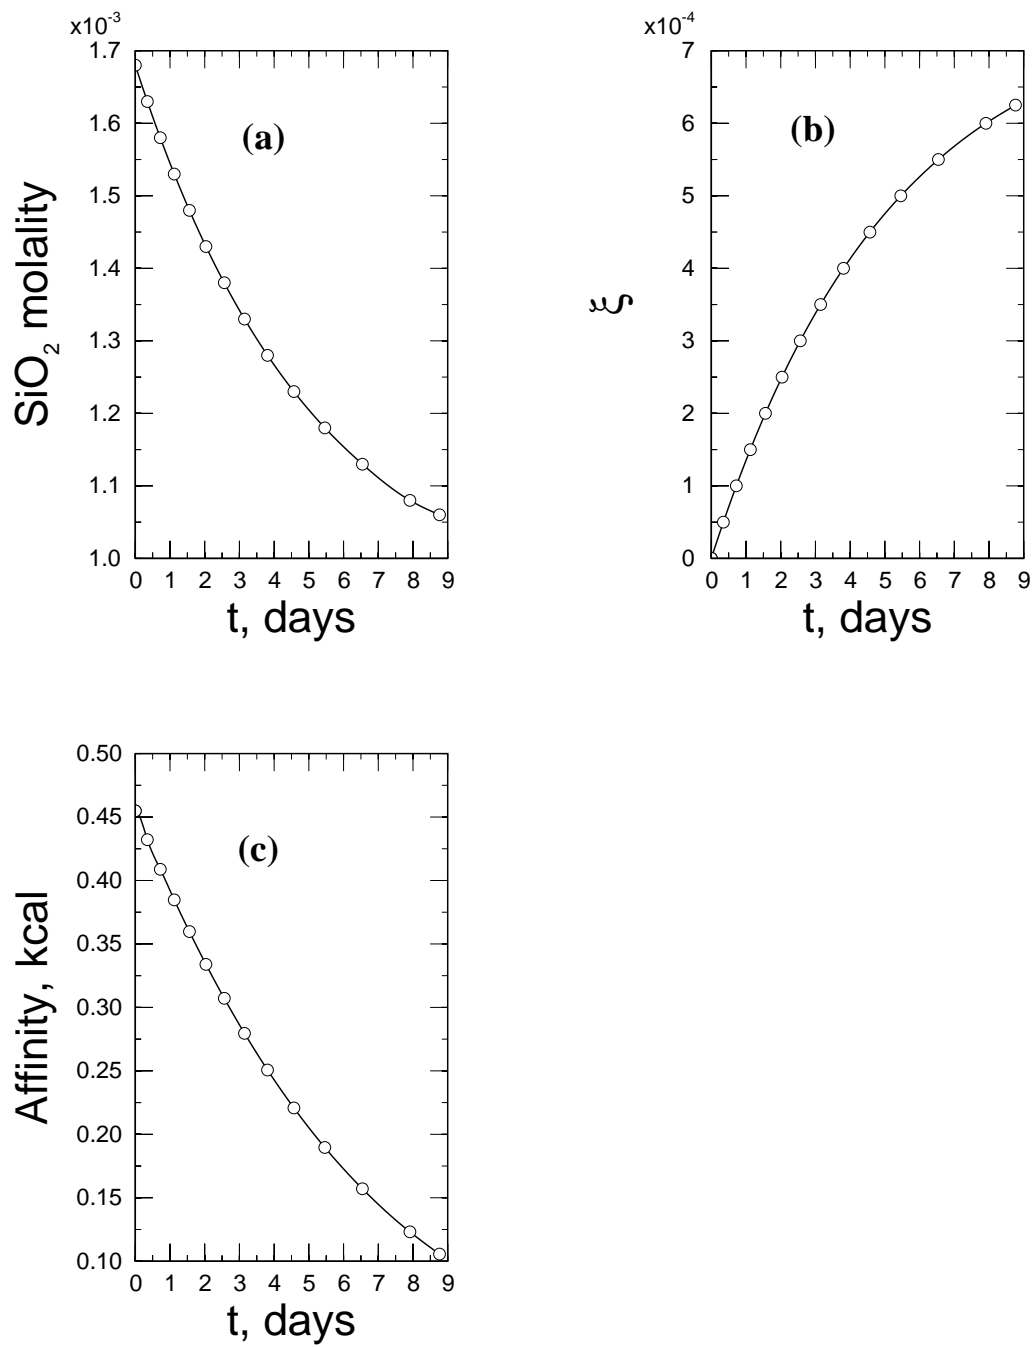 x10-3
1.7
1.6
1.5
1.4
1.3
1.2
1.1
1.0
SiO2 molality
(a)
0 1 2 3 4 5 6 7 8 9
t, days
x10-4
7
6
5
4
3
2
1
0
ξ
(b)
0 1 2 3 4 5 6 7 8 9
t, days
0.50
0.45
0.40
0.35
0.30
0.25
0.20
0.15
0.10
Affinity, kcal
(c)
0 1 2 3 4 5 6 7 8 9
t, days